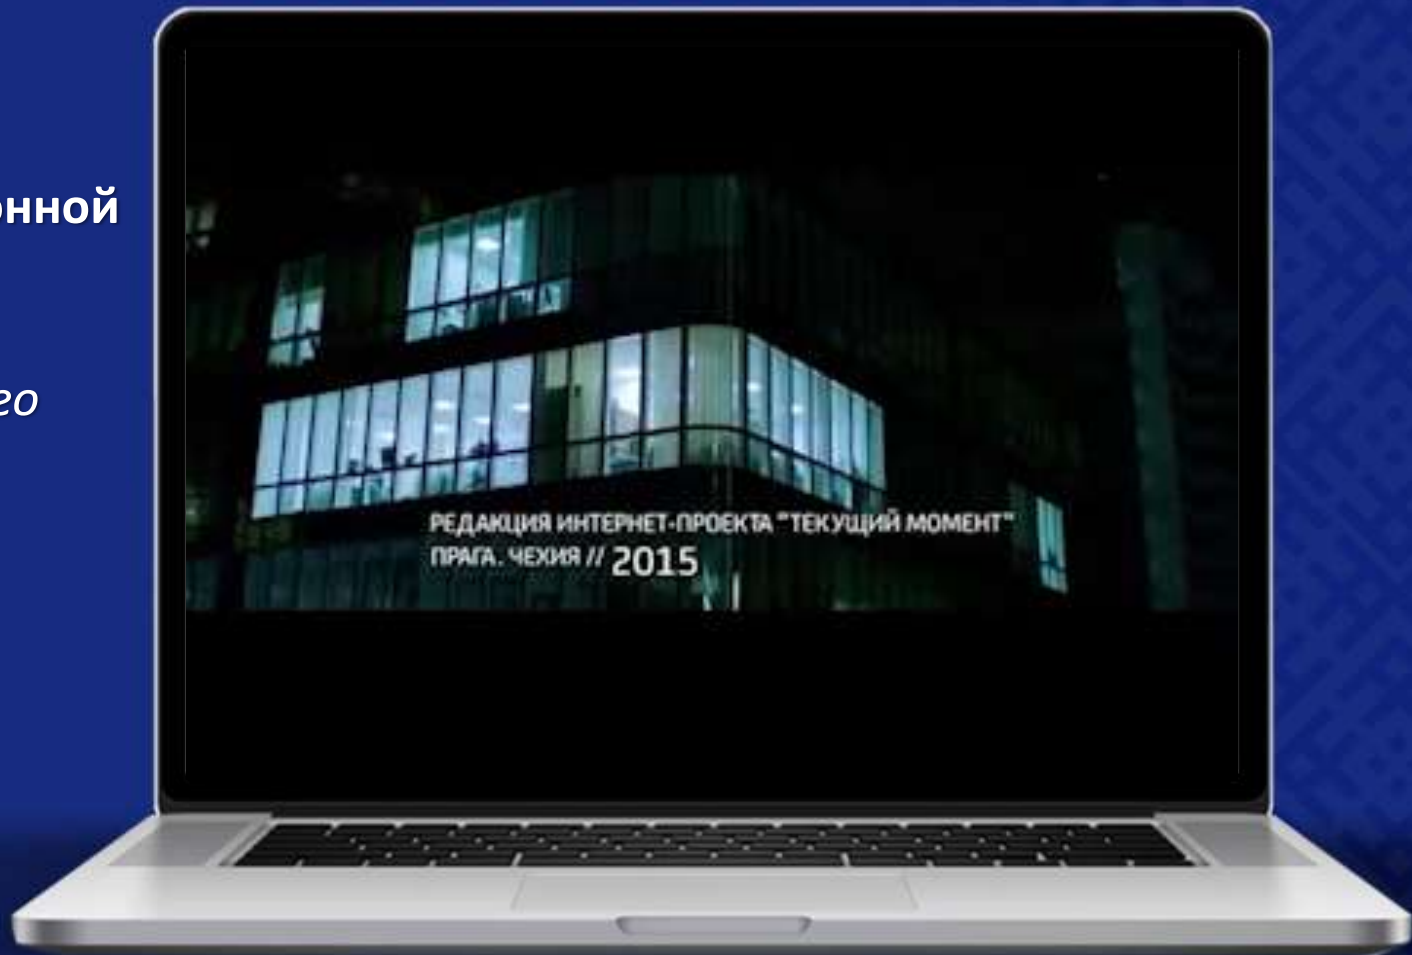 онной
го
РЕДАКЦИЯ ИНТЕРНЕТ-ПРОЕКТА "ТЕКУЩИЙ МОМЕНТ"
ПРАГА. ЧЕХИЯ // 2015